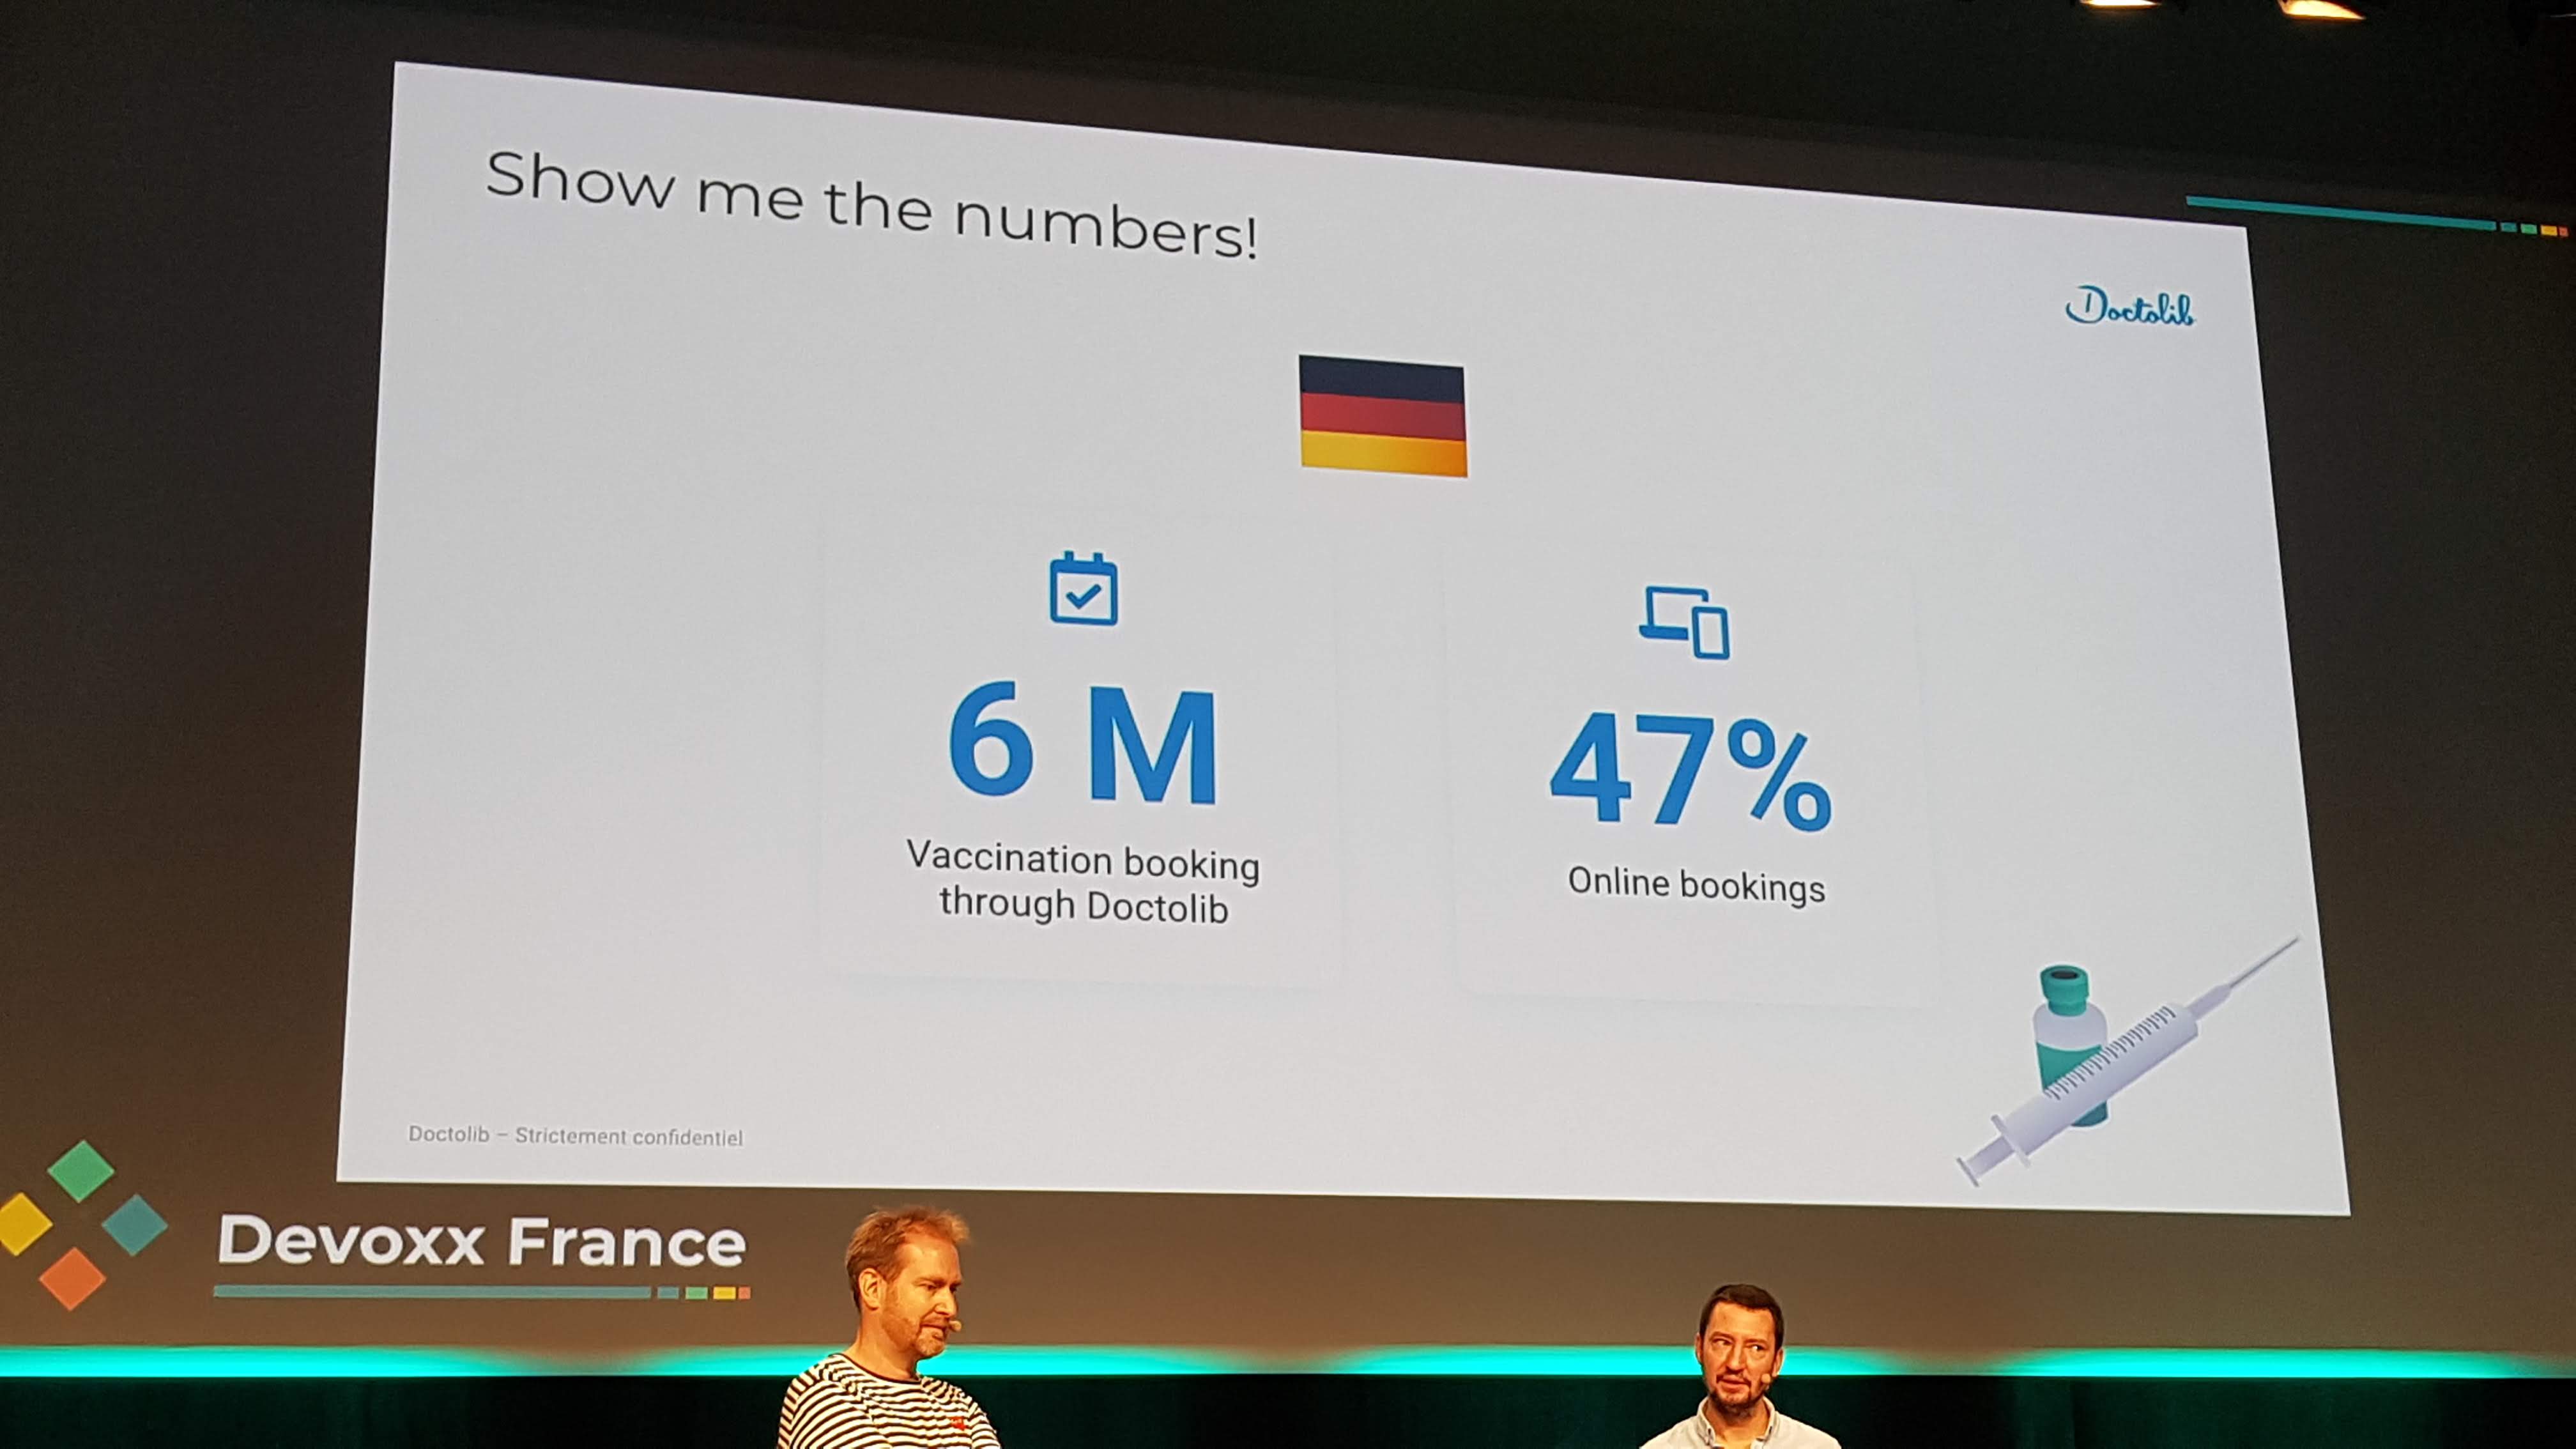 Show me the numbers!
Doctolib
6 M
Vaccination booking
through Doctolib
47%
Online bookings
Doctolib – Strictement confidentiel
Devoxx France